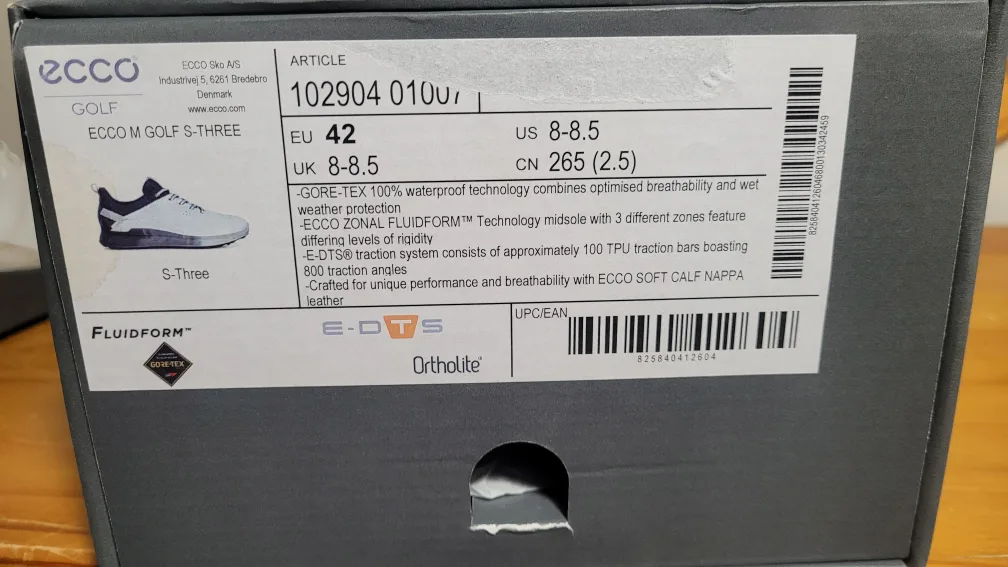 ecco
GOLF
ECCO Sko A/S
Industrivej 5, 6261 Bredebro
Denmark
www.ecco.com
ECCO M GOLF S-THREE
S-Three
ARTICLE
102904 01007
EU 42
US 8-8.5
UK 8-8.5
CN 265 (2.5)
-GORE-TEX 100% waterproof technology combines optimised breathability and wet
weather protection
-ECCO ZONAL FLUIDFORM™ Technology midsole with 3 different zones feature
differing levels of rigidity
-E-DTS® traction system consists of approximately 100 TPU traction bars boasting
800 traction angles
-Crafted for unique performance and breathability with ECCO SOFT CALF NAPPA
leather
8258404126046800130342459
FLUIDFORM™
GORE-TEX
E-DTS
Ortholite
UPC/EAN
825840412604